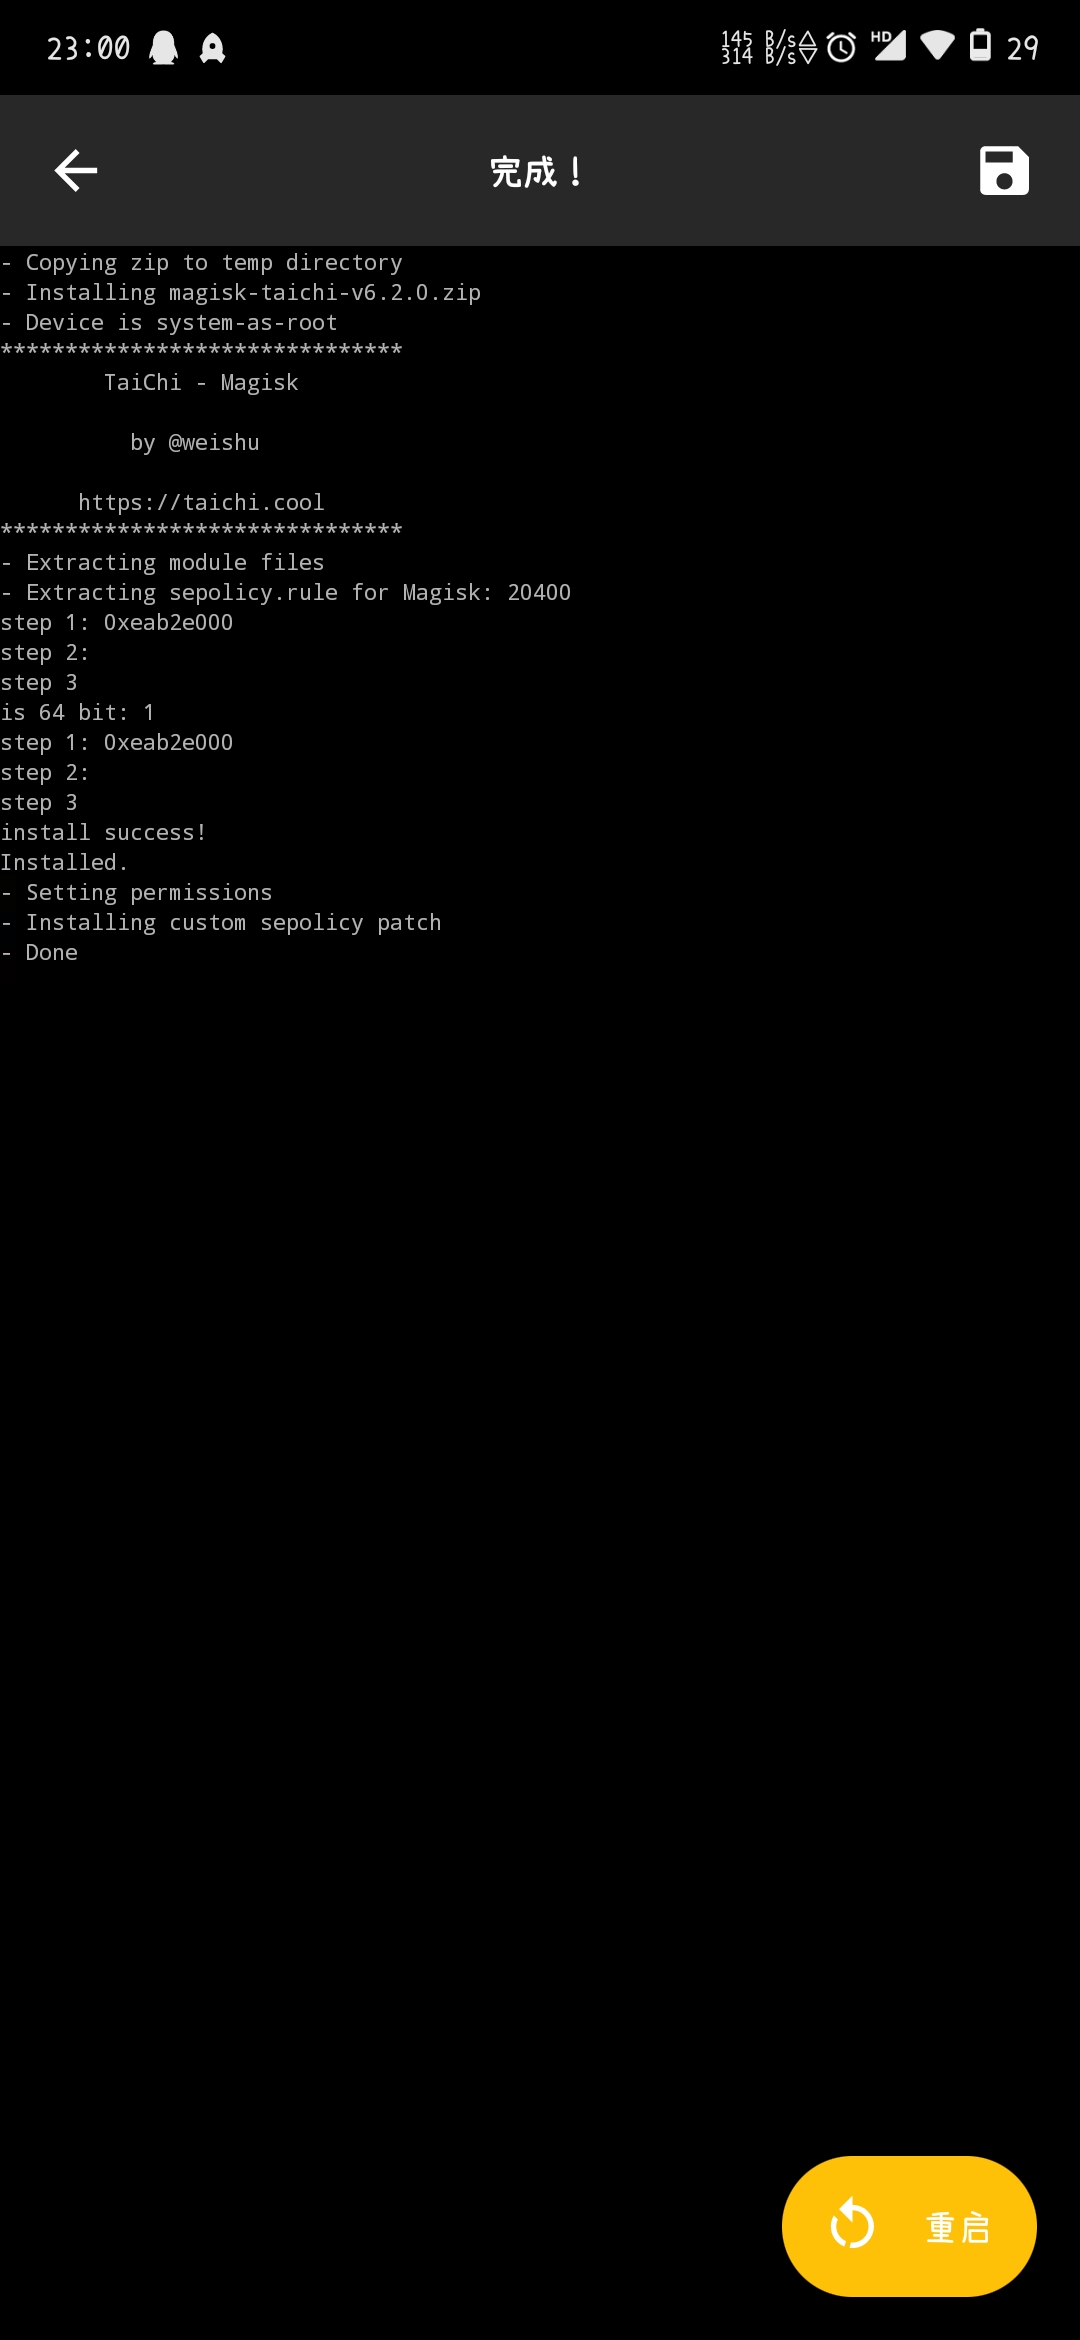 23:00 145 B/s 314 B/s HD 29
完成！
- Copying zip to temp directory
- Installing magisk-taichi-v6.2.0.zip
- Device is system-as-root
*******************************
        TaiChi - Magisk
          by @weishu
      https://taichi.cool
*******************************
- Extracting module files
- Extracting sepolicy.rule for Magisk: 20400
step 1: 0xeab2e000
step 2:
step 3
is 64 bit: 1
step 1: 0xeab2e000
step 2:
step 3
install success!
Installed.
- Setting permissions
- Installing custom sepolicy patch
- Done
重启